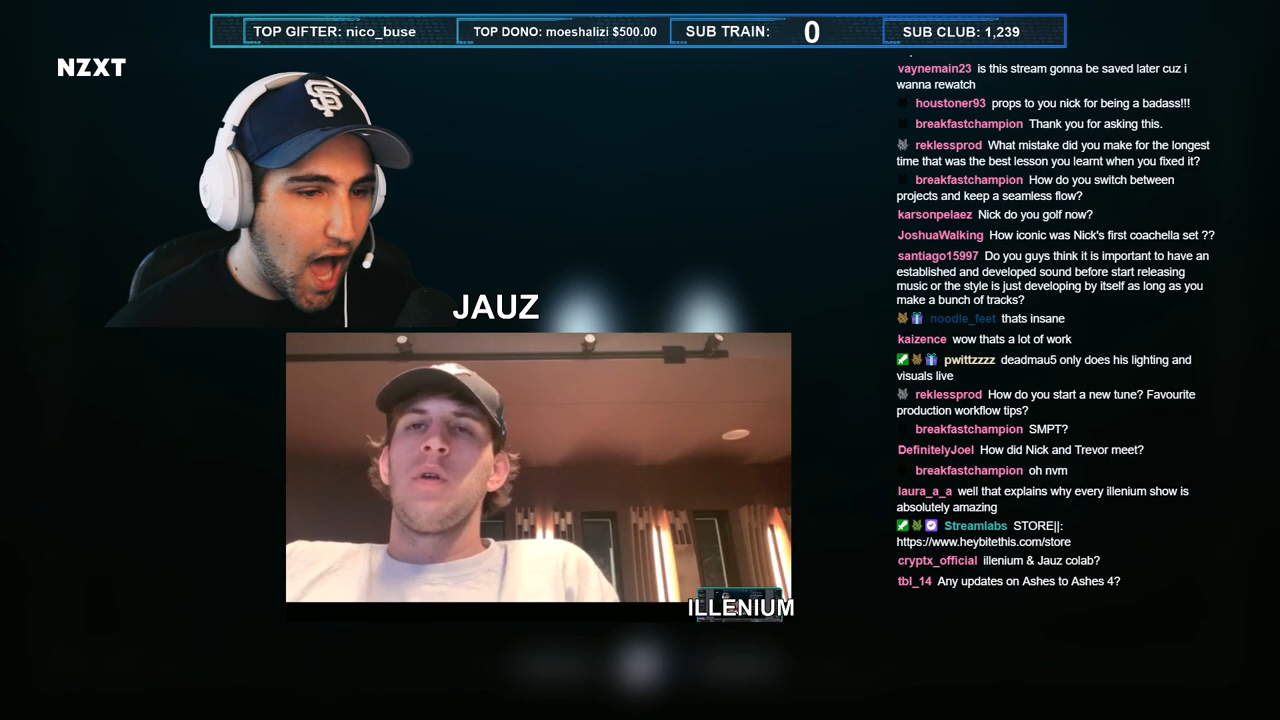 TOP GIFTER: nico_buse
TOP DONO: moeshalizi $500.00
SUB TRAIN: 0
SUB CLUB: 1,239
NZXT
SF
JAUZ
ILLENIUM
vaynemain23 is this stream gonna be saved later cuz i
wanna rewatch
houstoner93 props to you nick for being a badass!!!
breakfastchampion Thank you for asking this.
reklessprod What mistake did you make for the longest
time that was the best lesson you learnt when you fixed it?
breakfastchampion How do you switch between
projects and keep a seamless flow?
karsonpelaez Nick do you golf now?
JoshuaWalking How iconic was Nick's first coachella set ??
santiago15997 Do you guys think it is important to have an
established and developed sound before start releasing
music or the style is just developing by itself as long as you
make a bunch of tracks?
noodle_feet thats insane
kaizence wow thats a lot of work
pwittzzzz deadmau5 only does his lighting and
visuals live
reklessprod How do you start a new tune? Favourite
production workflow tips?
breakfastchampion SMPT?
DefinitelyJoel How did Nick and Trevor meet?
breakfastchampion oh nvm
laura_a_a well that explains why every illenium show is
absolutely amazing
Streamlabs STORE||:
https://www.heybitethis.com/store
cryptx_official illenium & Jauz colab?
tbl_14 Any updates on Ashes to Ashes 4?